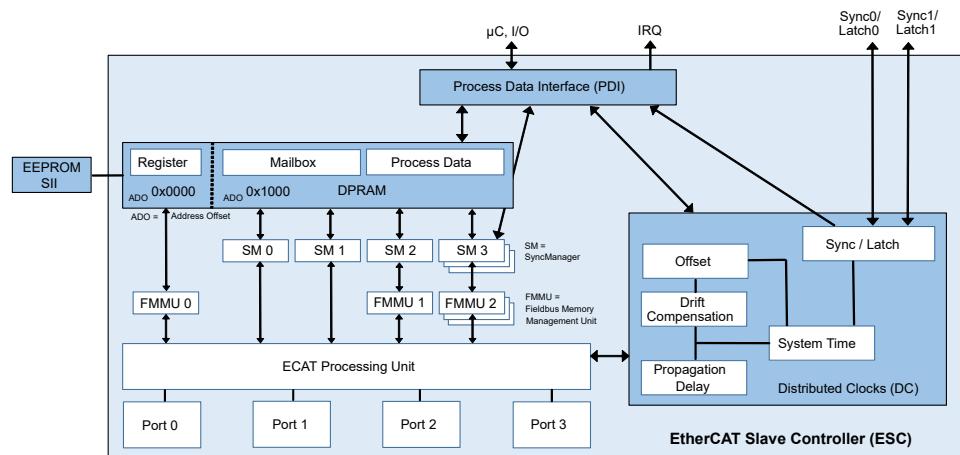 µC, I/O
IRQ
Sync0/
Latch0
Sync1/
Latch1
Process Data Interface (PDI)
EEPROM
SII
Register
Mailbox
Process Data
ADO 0x0000
ADO 0x1000
DPRAM
ADO = Address Offset
SM 0
SM 1
SM 2
SM 3
SM =
SyncManager
FMMU 0
FMMU 1
FMMU 2
FMMU =
Fieldbus Memory
Management Unit
Sync / Latch
Offset
Drift
Compensation
System Time
Propagation
Delay
Distributed Clocks (DC)
ECAT Processing Unit
Port 0
Port 1
Port 2
Port 3
EtherCAT Slave Controller (ESC)